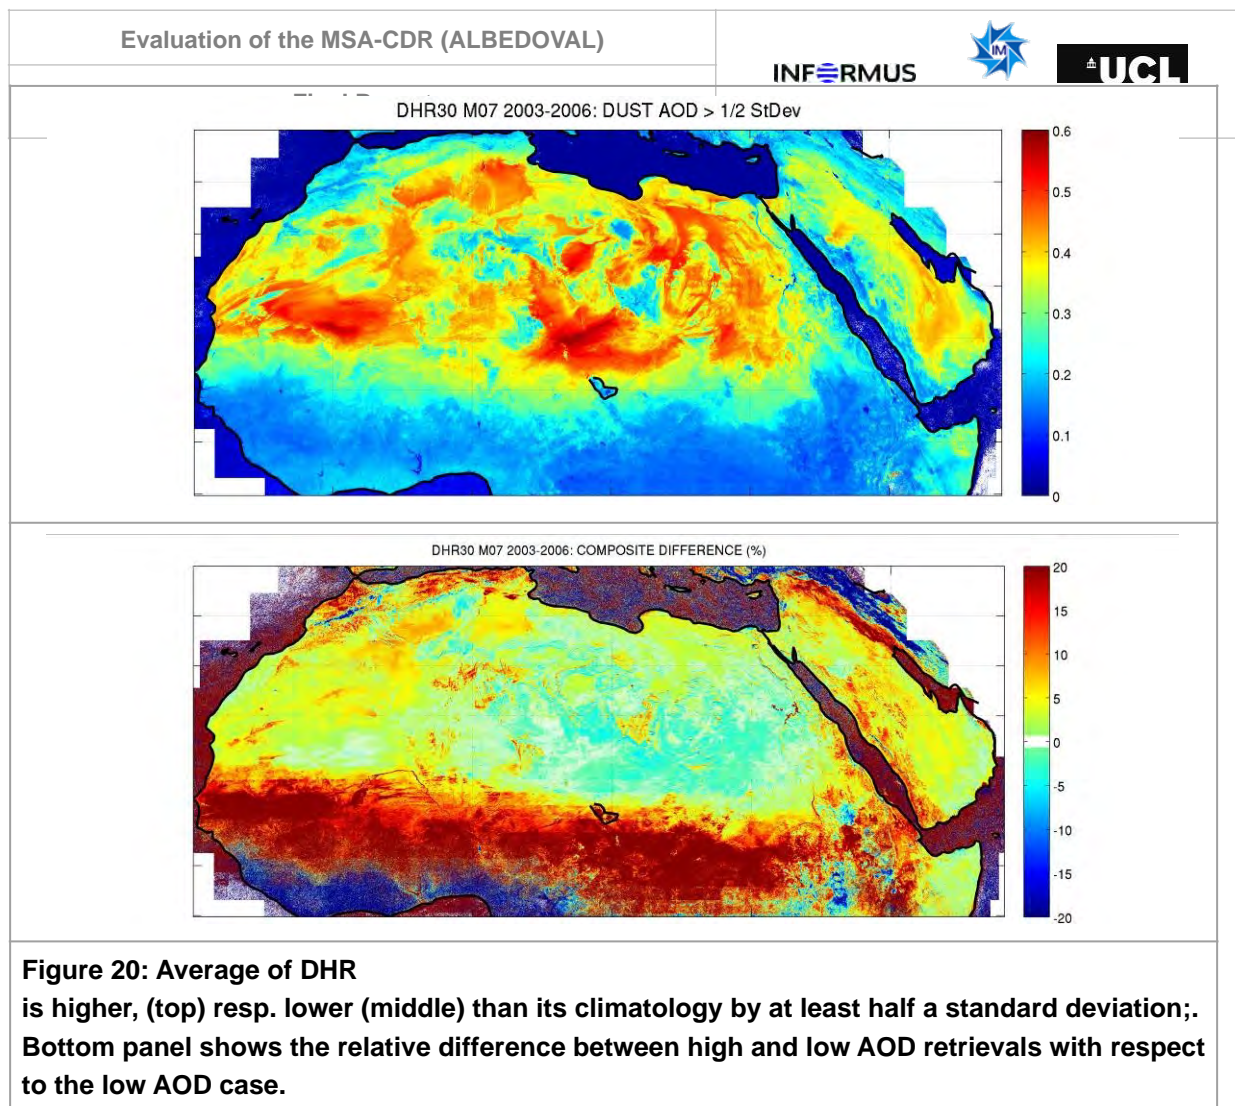 Evaluation of the MSA-CDR (ALBEDOVAL)
INFORMUS
IM
UCL
DHR30 M07 2003-2006: DUST AOD > 1/2 StDev
0.6
0.5
0.4
0.3
0.2
0.1
0
DHR30 M07 2003-2006: COMPOSITE DIFFERENCE (%)
20
15
10
5
0
-5
-10
-15
-20
Figure 20: Average of DHR
is higher, (top) resp. lower (middle) than its climatology by at least half a standard deviation;.
Bottom panel shows the relative difference between high and low AOD retrievals with respect
to the low AOD case.